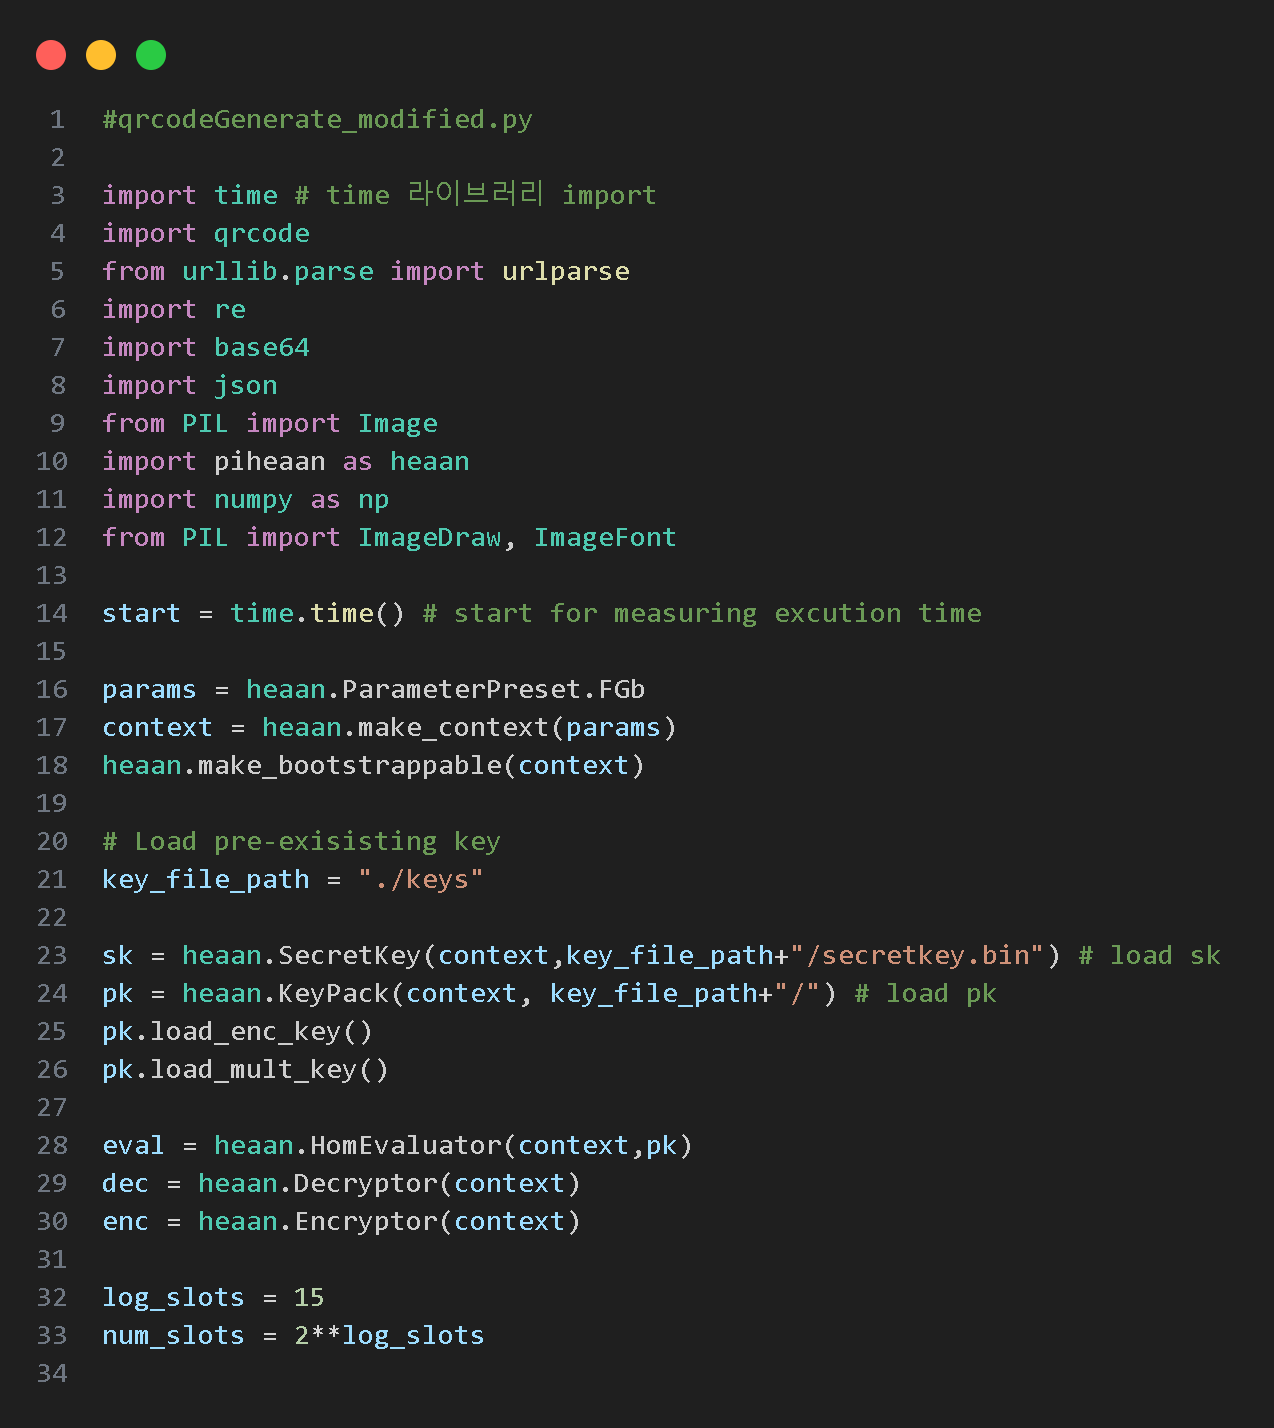 1 #qrcodeGenerate_modified.py
2
3 import time # time 라이브러리 import
4 import qrcode
5 from urllib.parse import urlparse
6 import re
7 import base64
8 import json
9 from PIL import Image
10 import piheaan as heaan
11 import numpy as np
12 from PIL import ImageDraw, ImageFont
13
14 start = time.time() # start for measuring excution time
15
16 params = heaan.ParameterPreset.FGb
17 context = heaan.make_context(params)
18 heaan.make_bootstrappable(context)
19
20 # Load pre-exisisting key
21 key_file_path = "./keys"
22
23 sk = heaan.SecretKey(context,key_file_path+"/secretkey.bin") # load sk
24 pk = heaan.KeyPack(context, key_file_path+"/") # load pk
25 pk.load_enc_key()
26 pk.load_mult_key()
27
28 eval = heaan.HomEvaluator(context,pk)
29 dec = heaan.Decryptor(context)
30 enc = heaan.Encryptor(context)
31
32 log_slots = 15
33 num_slots = 2**log_slots
34